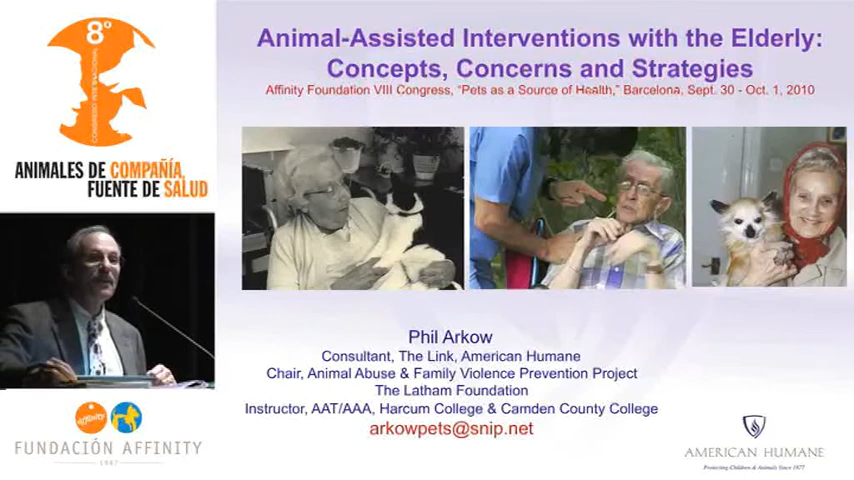 8º
CONGRESO INTERNACIONAL
ANIMALES DE COMPAÑÍA,
FUENTE DE SALUD
Animal-Assisted Interventions with the Elderly:
Concepts, Concerns and Strategies
Affinity Foundation VIII Congress, “Pets as a Source of Health,” Barcelona, Sept. 30 - Oct. 1, 2010
Phil Arkow
Consultant, The Link, American Humane
Chair, Animal Abuse & Family Violence Prevention Project
The Latham Foundation
Instructor, AAT/AAA, Harcum College & Camden County College
arkowpets@snip.net
affinity
FUNDACIÓN AFFINITY
1987
AMERICAN HUMANE
Protecting Children & Animals Since 1877